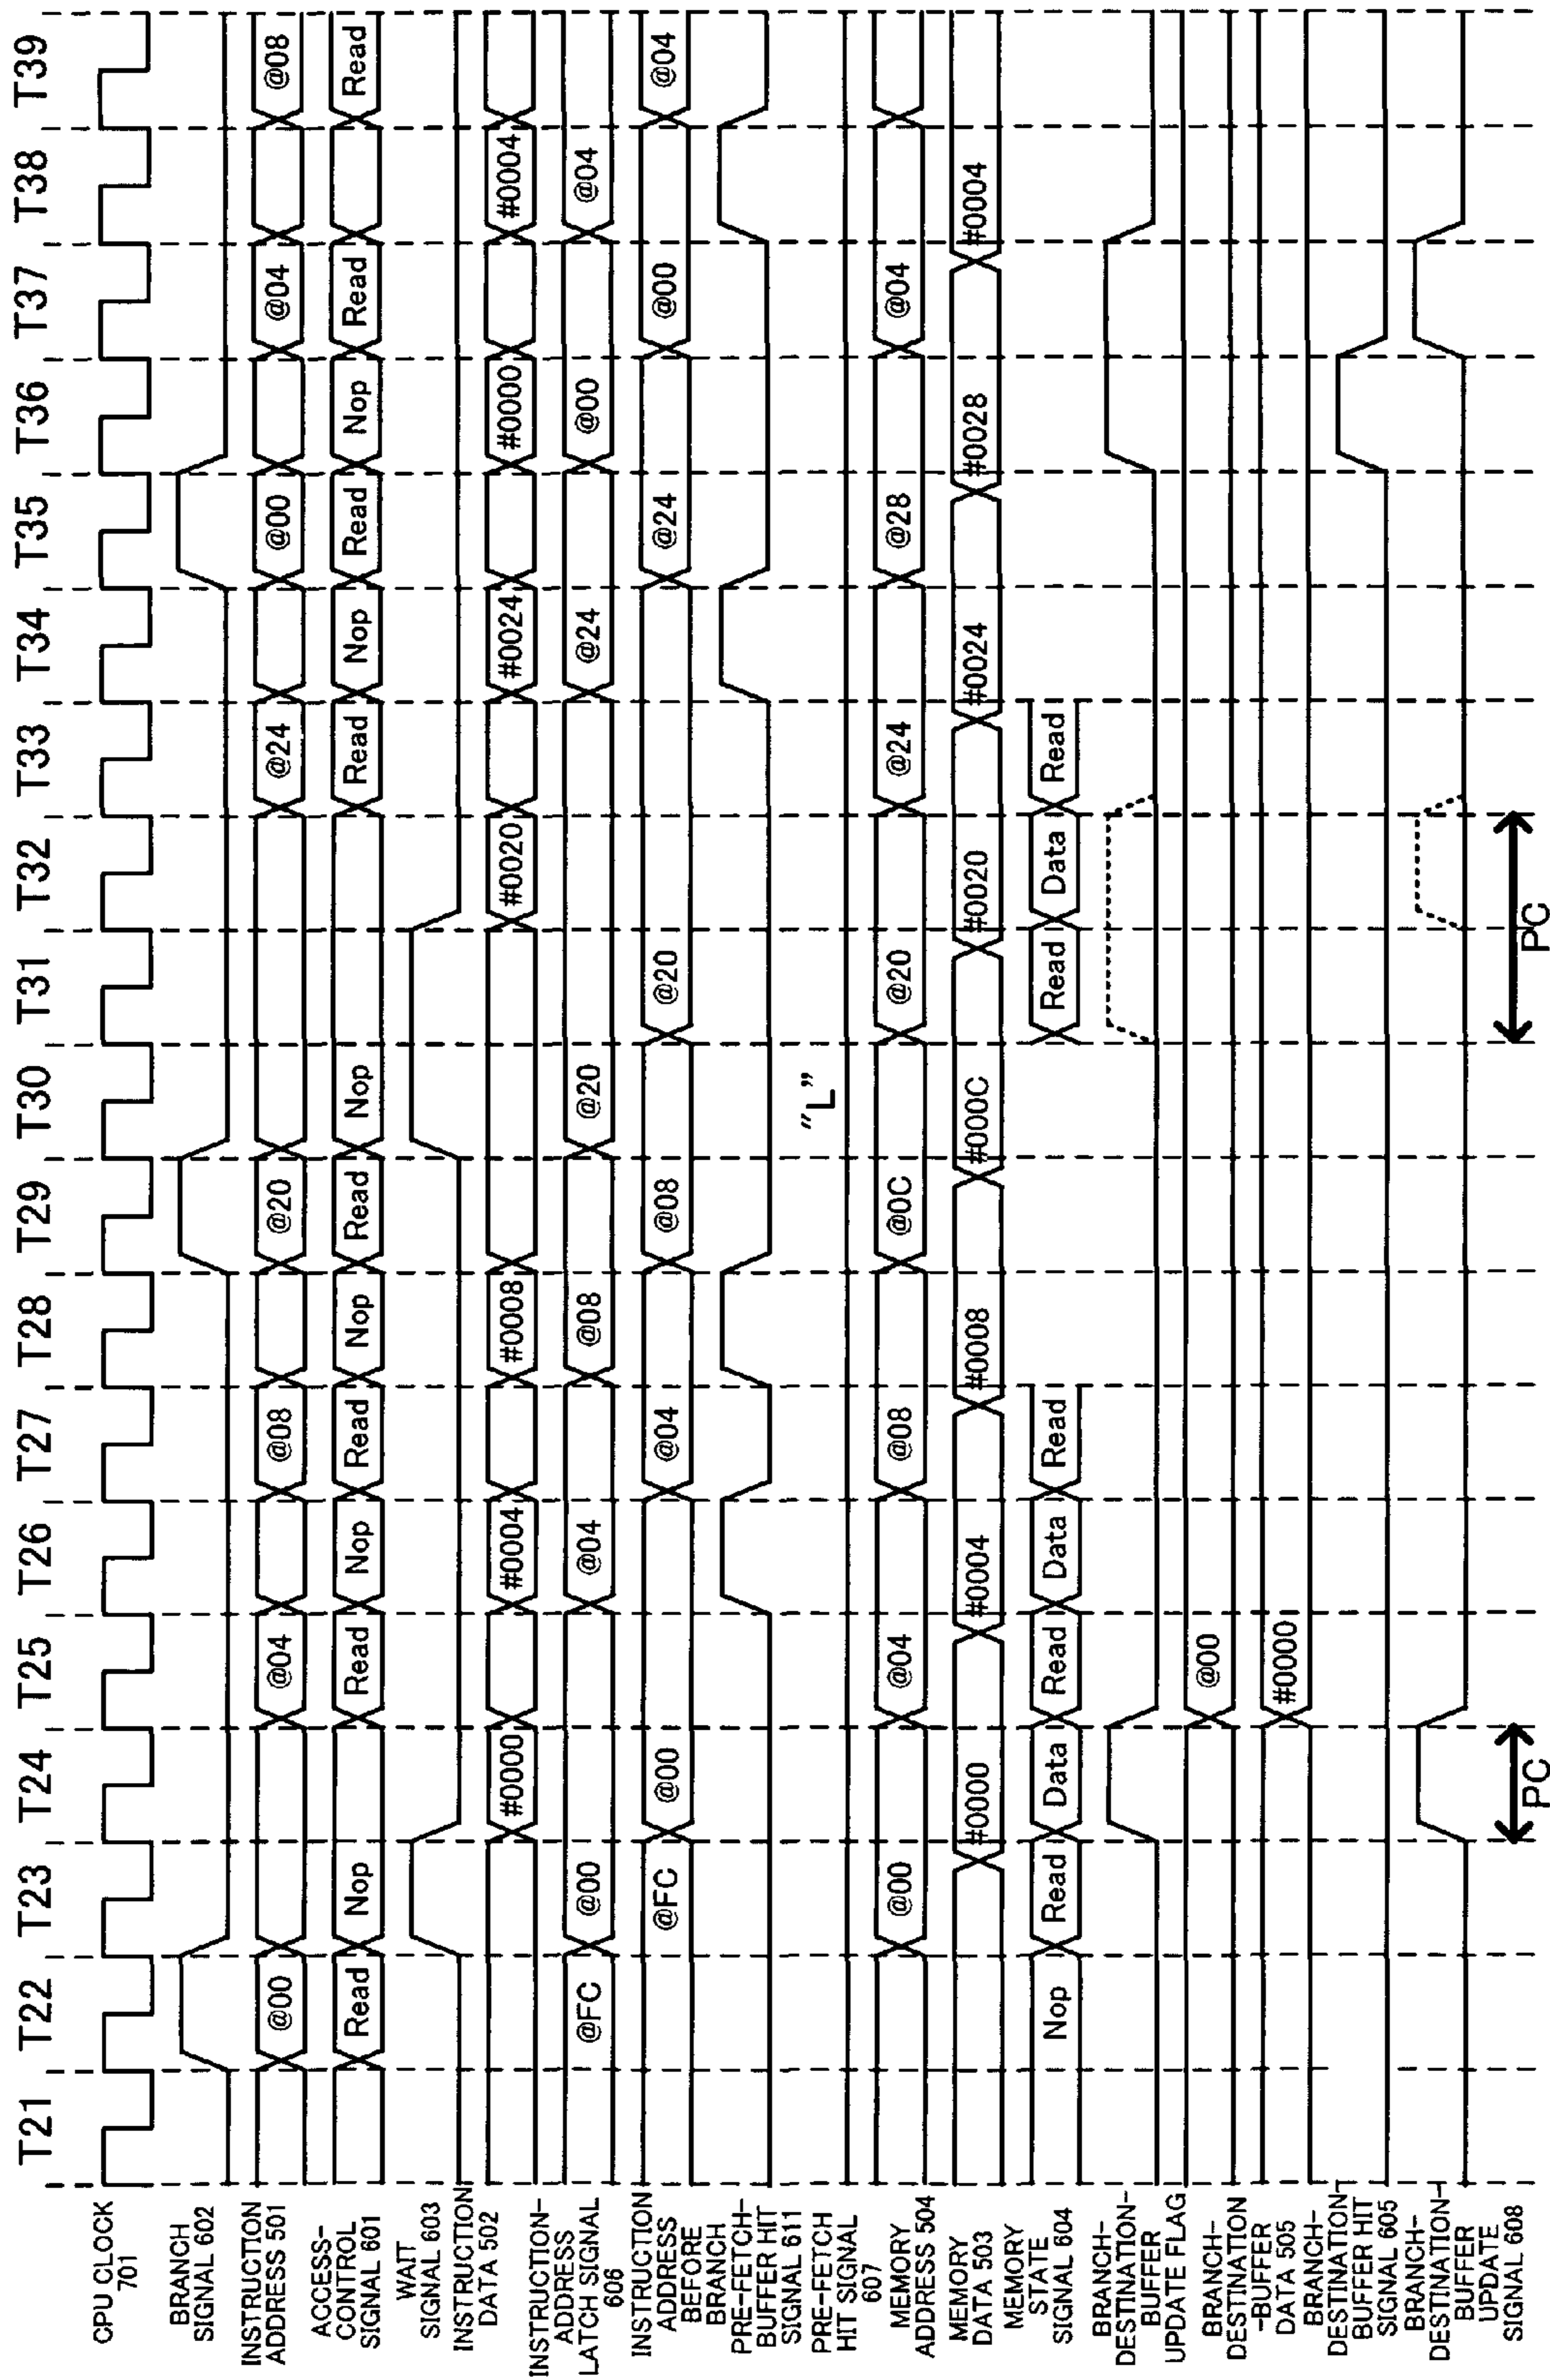 T21 T22 T23 T24 T25 T26 T27 T28 T29 T30 T31 T32 T33 T34 T35 T36 T37 T38 T39
CPU CLOCK
701
BRANCH
SIGNAL 602
INSTRUCTION
ADDRESS 501
@00 @04 @08 @20 @24 @00 @04 @08
ACCESS-
CONTROL
SIGNAL 601
Read Nop Read Nop Read Nop Read Nop Read Nop Read Nop Read Read
WAIT
SIGNAL 603
INSTRUCTION
DATA 502
#0000 #0004 #0008 #0020 #0024 #0000 #0004
INSTRUCTION-
ADDRESS
LATCH SIGNAL
606
@FC @00 @04 @08 @20 @24 @00 @04
INSTRUCTION
ADDRESS
BEFORE
BRANCH
@FC @00 @04 @08 @20 @24 @00 @04
PRE-FETCH-
BUFFER HIT
SIGNAL 611
PRE-FETCH
HIT SIGNAL
607
"L"
MEMORY
ADDRESS 504
@00 @04 @08 @0C @20 @24 @28 @04
MEMORY
DATA 503
#0000 #0004 #0008 #000C #0020 #0024 #0028 #0004
MEMORY
STATE
SIGNAL 604
Nop Read Data Read Data Read Read Data Read
BRANCH-
DESTINATION-
BUFFER
UPDATE FLAG
BRANCH-
DESTINATION
-BUFFER
DATA 505
@00
#0000
BRANCH-
DESTINATION-
BUFFER HIT
SIGNAL 605
BRANCH-
DESTINATION-
BUFFER
UPDATE
SIGNAL 608
PC PC